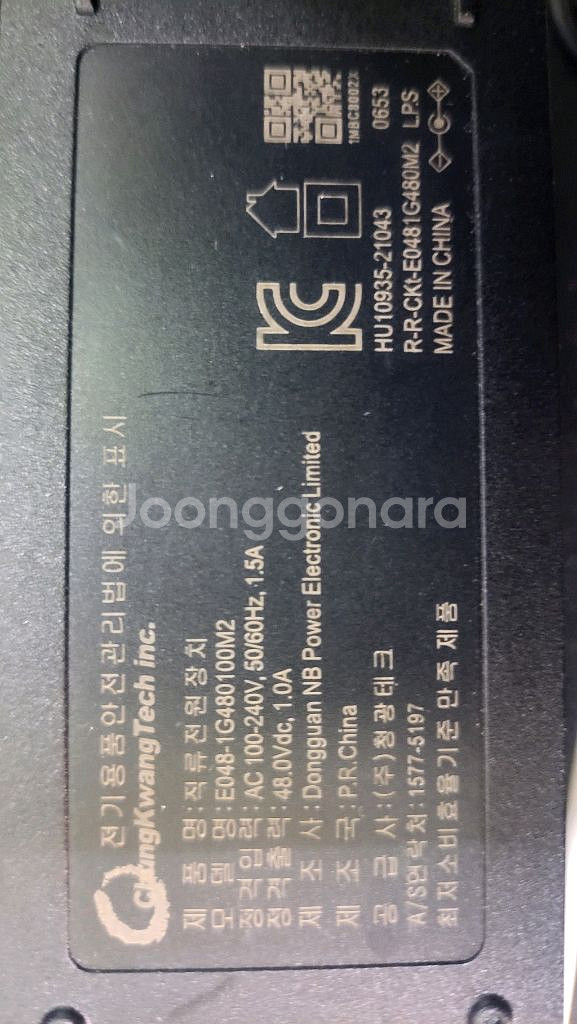 전기용품안전관리법에 의한 표시
ChungKwangTech inc.
제 품 명 : 직류전원장치
모 델 명 : E048-1G480100M2
정격입력 : AC 100-240V, 50/60Hz, 1.5A
정격출력 : 48.0Vdc, 1.0A
제 조 사 : Dongguan NB Power Electronic Limited
제 조 국 : P.R.China
공 급 사 : (주)청광테크
A/S연락처 : 1577-5197
최저소비효율기준 만족 제품
1MBC3002X
HU10935-21043 0653
R-R-CKt-E0481G480M2 LPS
MADE IN CHINA
Joonggonara